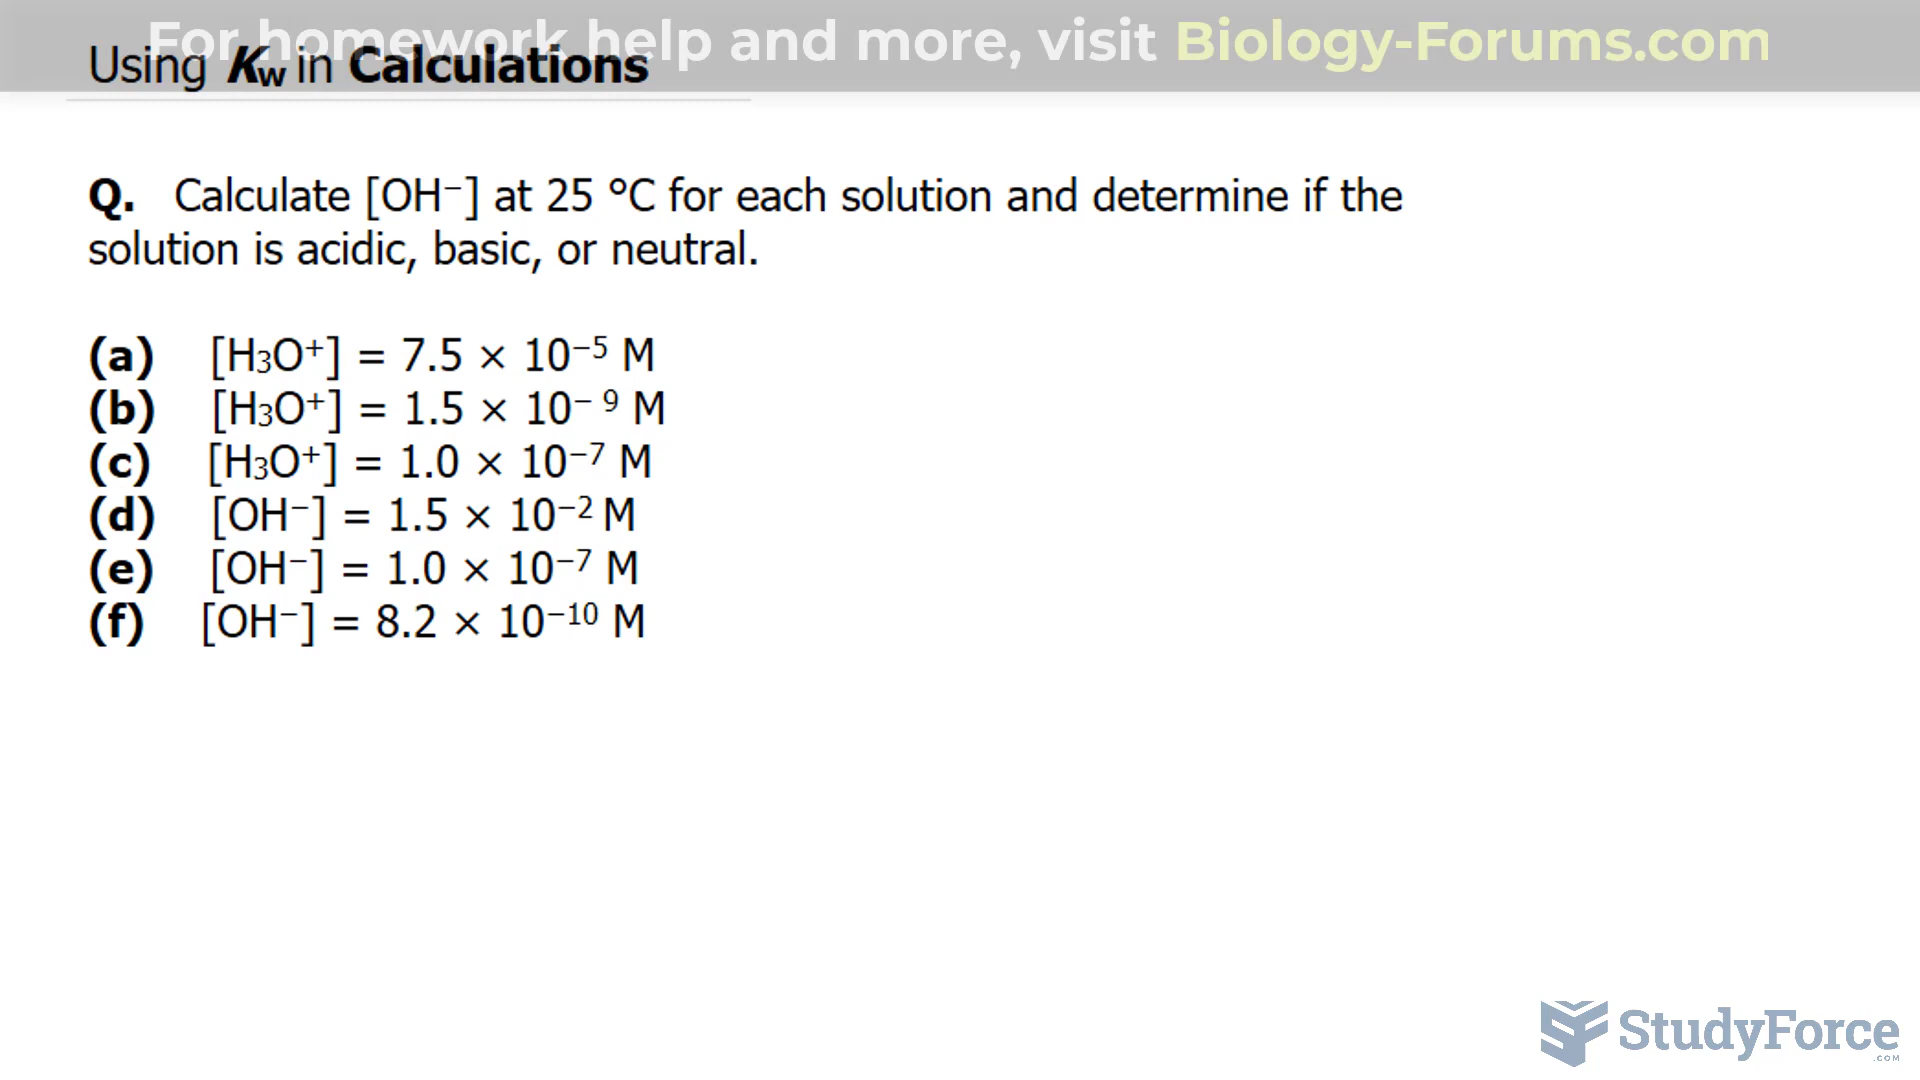 For homework help and more, visit Biology-Forums.com
Using Kw in Calculations
Q. Calculate [OH⁻] at 25 °C for each solution and determine if the
solution is acidic, basic, or neutral.
(a) [H₃O⁺] = 7.5 × 10⁻⁵ M
(b) [H₃O⁺] = 1.5 × 10⁻ ⁹ M
(c) [H₃O⁺] = 1.0 × 10⁻⁷ M
(d) [OH⁻] = 1.5 × 10⁻² M
(e) [OH⁻] = 1.0 × 10⁻⁷ M
(f) [OH⁻] = 8.2 × 10⁻¹⁰ M
StudyForce
.COM